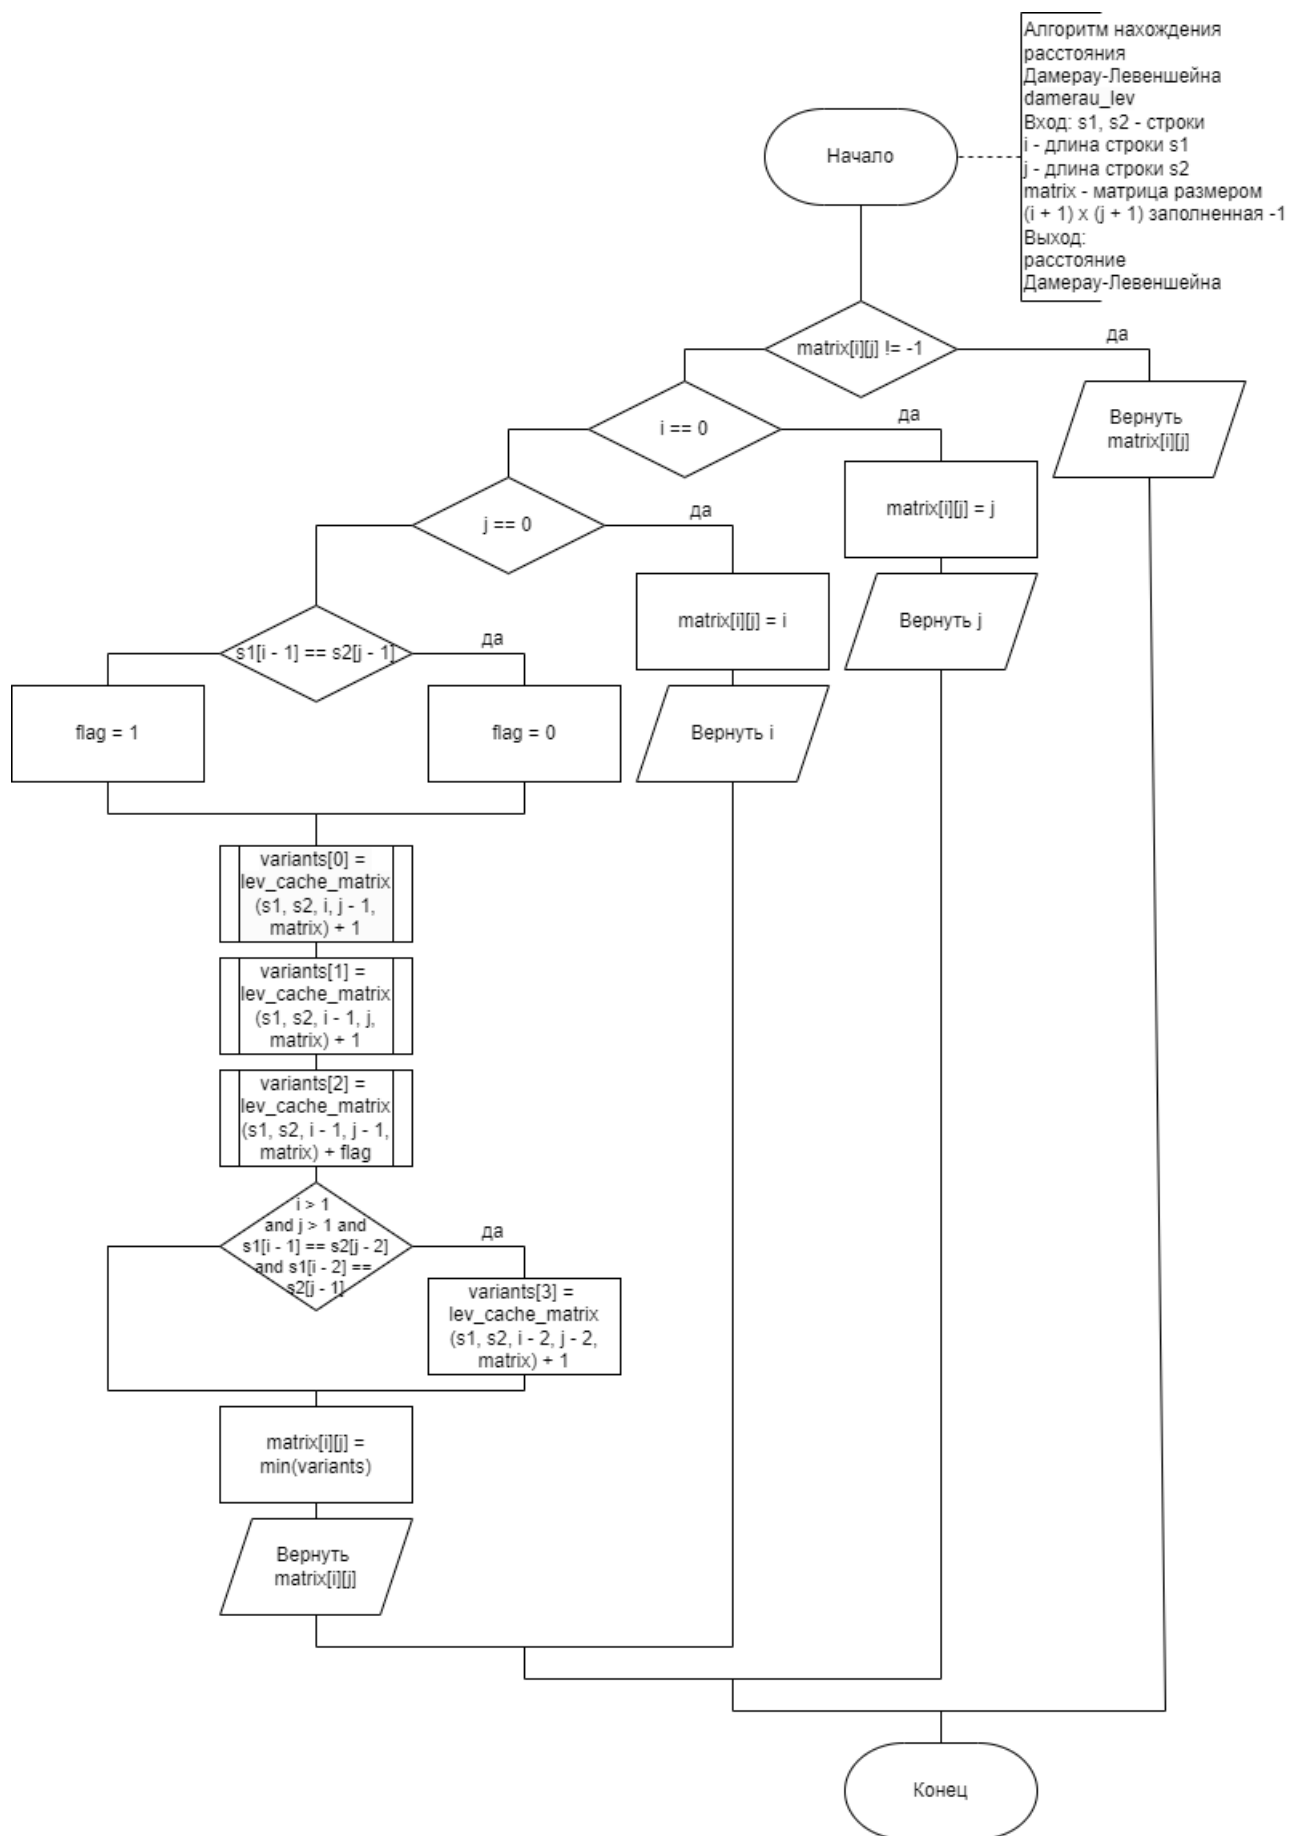 Алгоритм нахождения
расстояния
Дамерау-Левеншейна
damerau_lev
Вход: s1, s2 - строки
i - длина строки s1
j - длина строки s2
matrix - матрица размером
(i + 1) x (j + 1) заполненная -1
Выход:
расстояние
Дамерау-Левеншейна
Начало
matrix[i][j] != -1
да
Вернуть
matrix[i][j]
i == 0
да
matrix[i][j] = j
Вернуть j
j == 0
да
matrix[i][j] = i
Вернуть i
s1[i - 1] == s2[j - 1]
да
flag = 1
flag = 0
variants[0] =
lev_cache_matrix
(s1, s2, i, j - 1,
matrix) + 1
variants[1] =
lev_cache_matrix
(s1, s2, i - 1, j,
matrix) + 1
variants[2] =
lev_cache_matrix
(s1, s2, i - 1, j - 1,
matrix) + flag
i > 1
and j > 1 and
s1[i - 1] == s2[j - 2]
and s1[i - 2] ==
s2[j - 1]
да
variants[3] =
lev_cache_matrix
(s1, s2, i - 2, j - 2,
matrix) + 1
matrix[i][j] =
min(variants)
Вернуть
matrix[i][j]
Конец